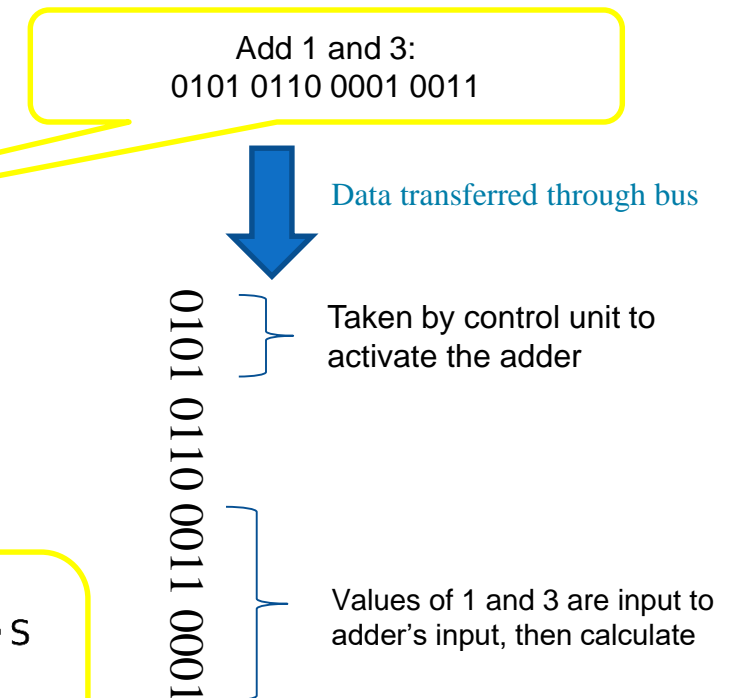 Add 1 and 3:
0101 0110 0001 0011
Data transferred through bus
0101 0110 0011 0001
Taken by control unit to
activate the adder
Values of 1 and 3 are input to
adder's input, then calculate
s